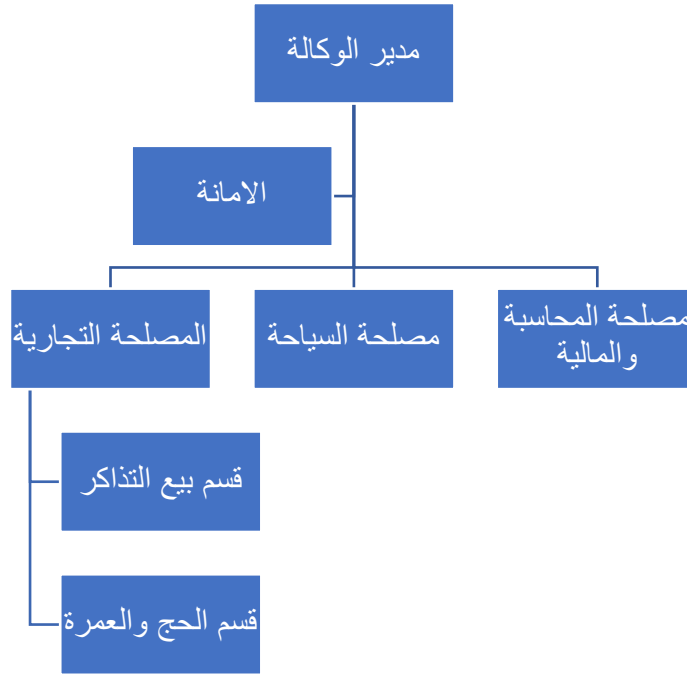 مدير الوكالة
الامانة
مصلحة المحاسبة
والمالية
مصلحة السياحة
المصلحة التجارية
قسم بيع التذاكر
قسم الحج والعمرة